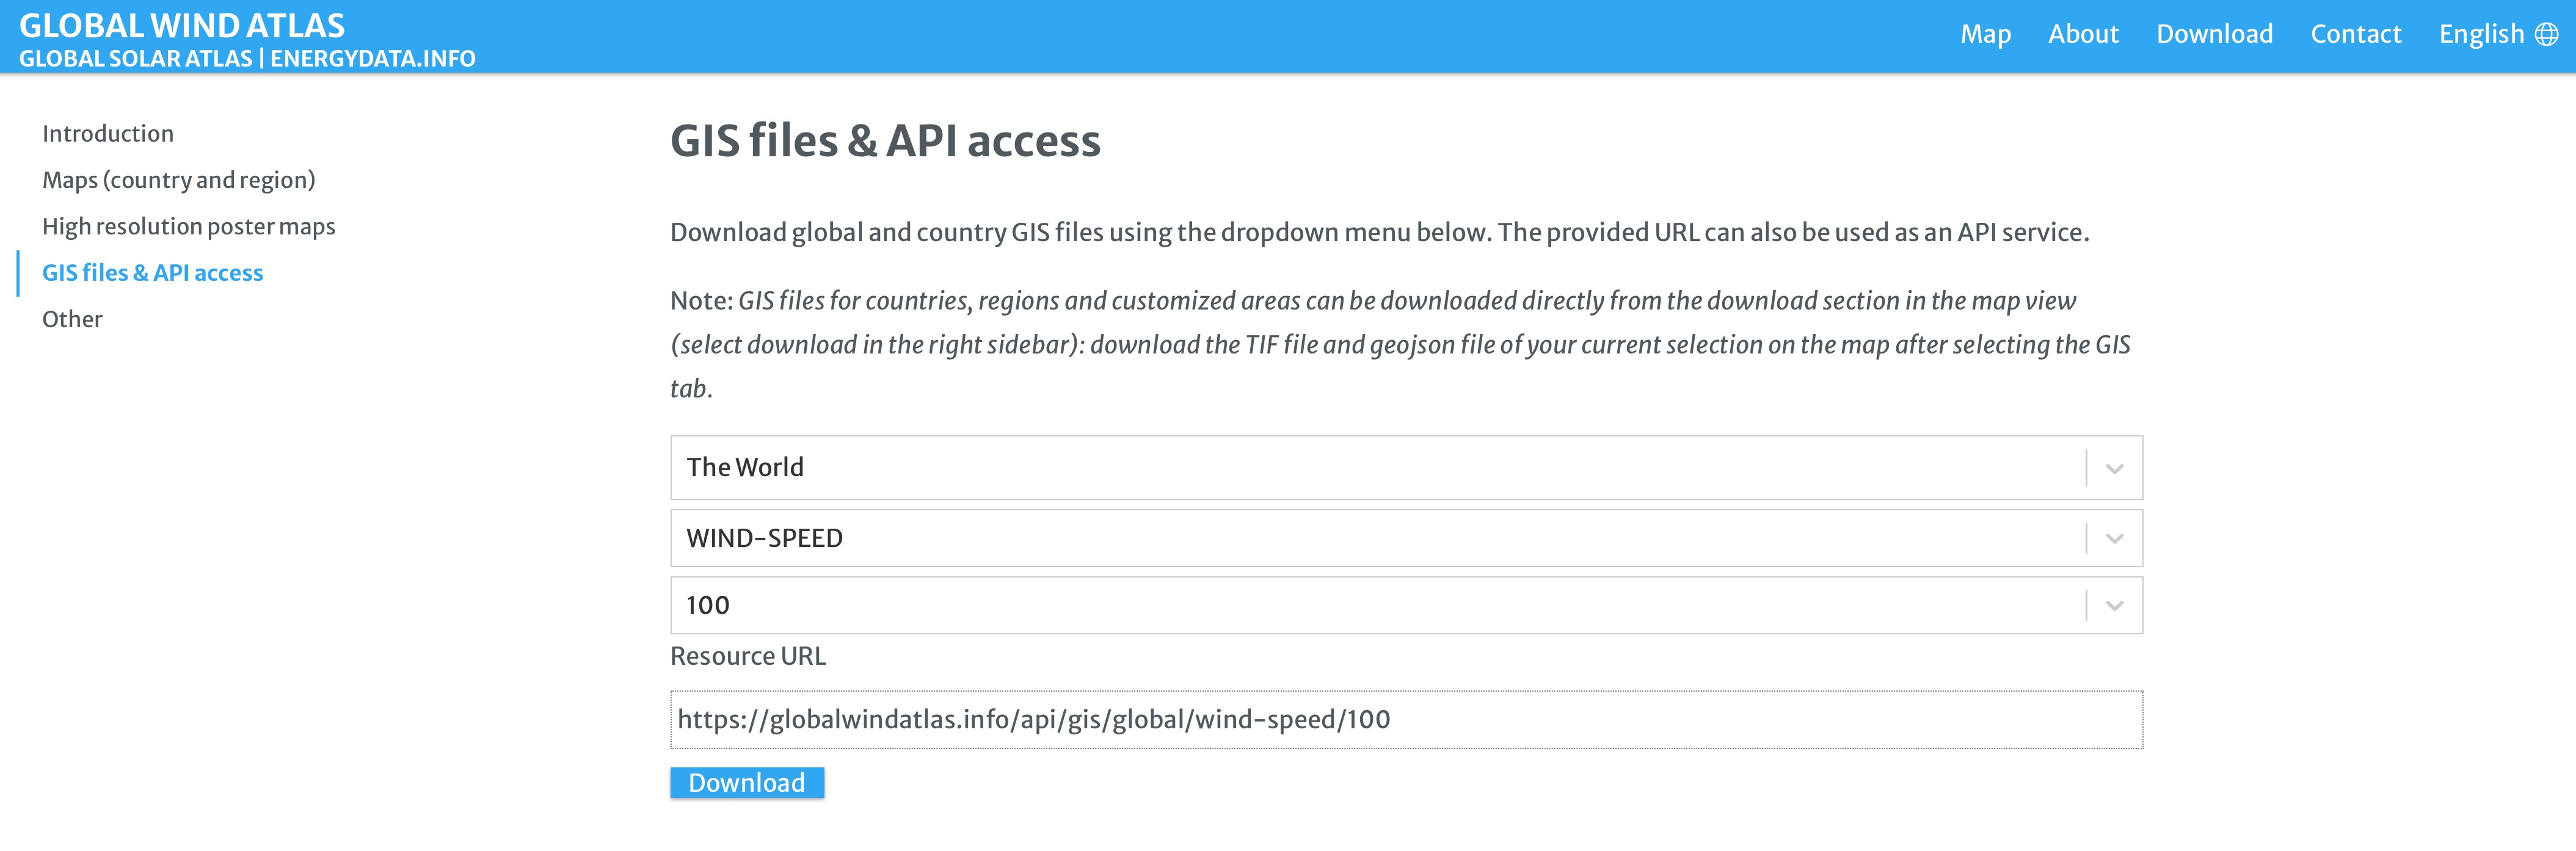 GLOBAL WIND ATLAS
GLOBAL SOLAR ATLAS | ENERGYDATA.INFO
Map About Download Contact English
Introduction
Maps (country and region)
High resolution poster maps
GIS files & API access
Other
GIS files & API access
Download global and country GIS files using the dropdown menu below. The provided URL can also be used as an API service.
Note: GIS files for countries, regions and customized areas can be downloaded directly from the download section in the map view
(select download in the right sidebar): download the TIF file and geojson file of your current selection on the map after selecting the GIS
tab.
The World
WIND-SPEED
100
Resource URL
https://globalwindatlas.info/api/gis/global/wind-speed/100
Download